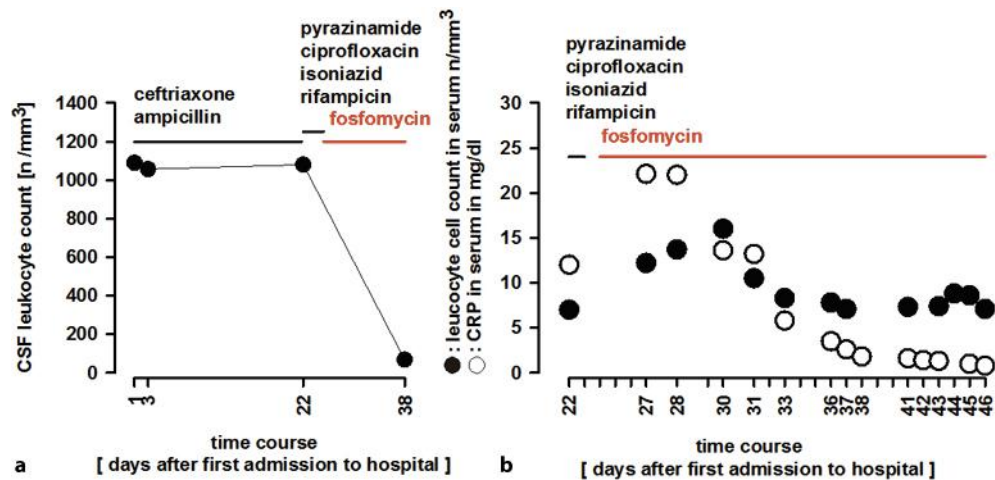 pyrazinamide
ciprofloxacin
isoniazid
rifampicin
ceftriaxone
ampicillin
fosfomycin
CSF leukocyte count [n /mm³]
1400
1200
1000
800
600
400
200
0
1
3
22
38
time course
[ days after first admission to hospital ]
a
● : leucocyte cell count in serum n/mm³
○ : CRP in serum in mg/dl
pyrazinamide
ciprofloxacin
isoniazid
rifampicin
fosfomycin
30
25
20
15
10
5
0
22
27
28
30
31
33
36
37
38
41
42
43
44
45
46
time course
[ days after first admission to hospital ]
b